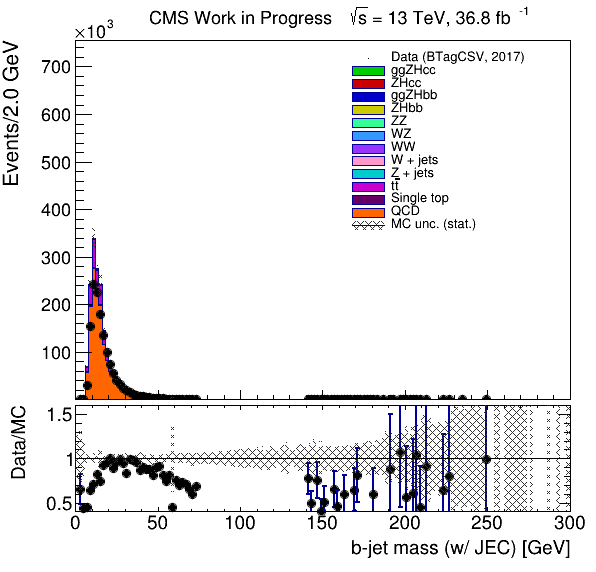 CMS Work in Progress √s = 13 TeV, 36.8 fb⁻¹
×10³
Events/2.0 GeV
700
600
500
400
300
200
100
Data (BTagCSV, 2017)
ggZHcc
ZHcc
ggZHbb
ZHbb
ZZ
WZ
WW
W + jets
Z + jets
tt̅
Single top
QCD
MC unc. (stat.)
Data/MC
1.5
1
0.5
0 50 100 150 200 250 300
b-jet mass (w/ JEC) [GeV]